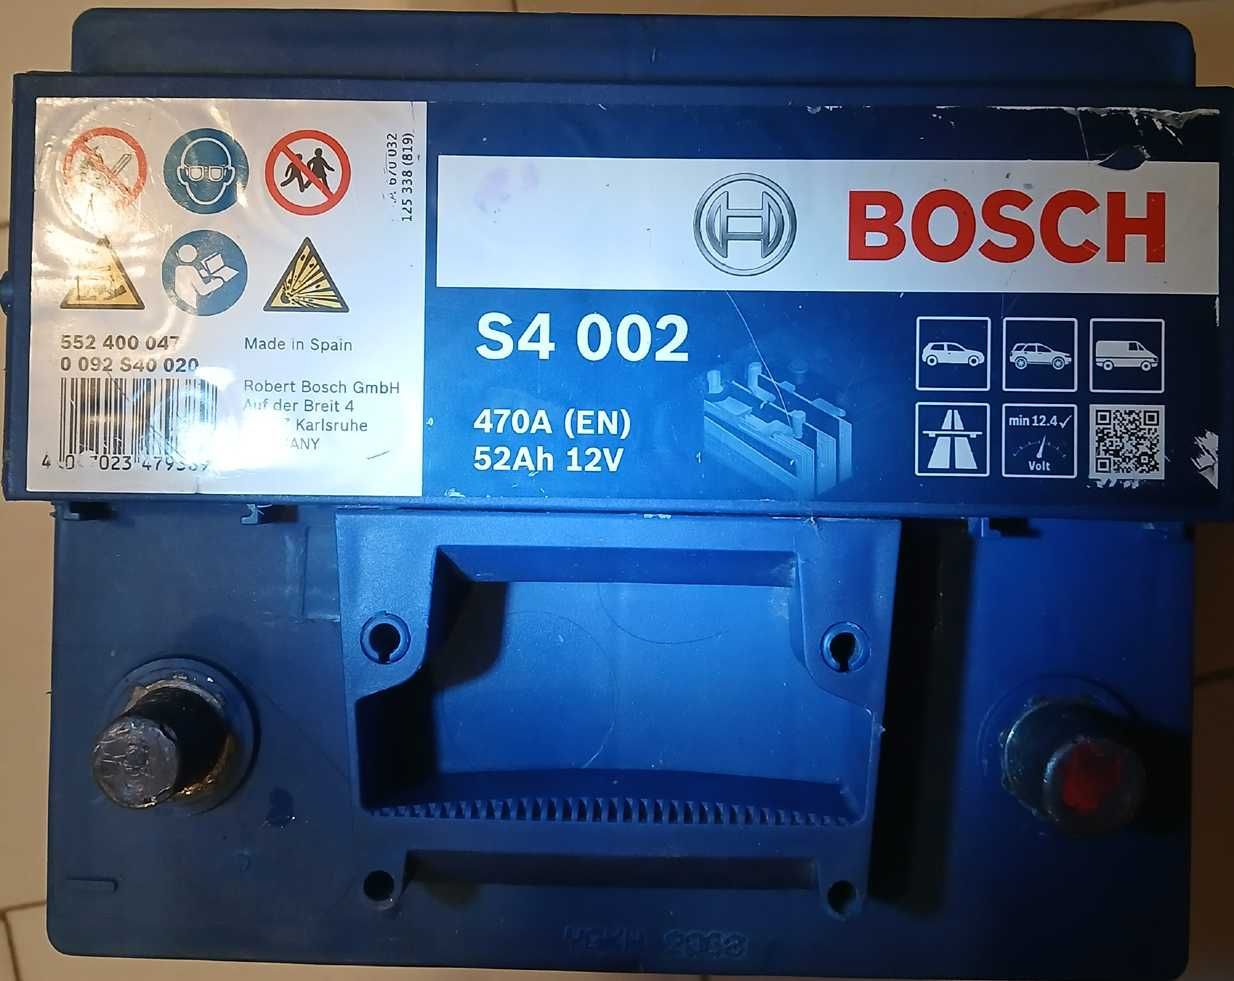 125 338 (819)
BOSCH
S4 002
470A (EN)
52Ah 12V
552 400 047
0 092 S40 020
Made in Spain
Robert Bosch GmbH
Auf der Breit 4
Karlsruhe
min 12.4✓
Volt